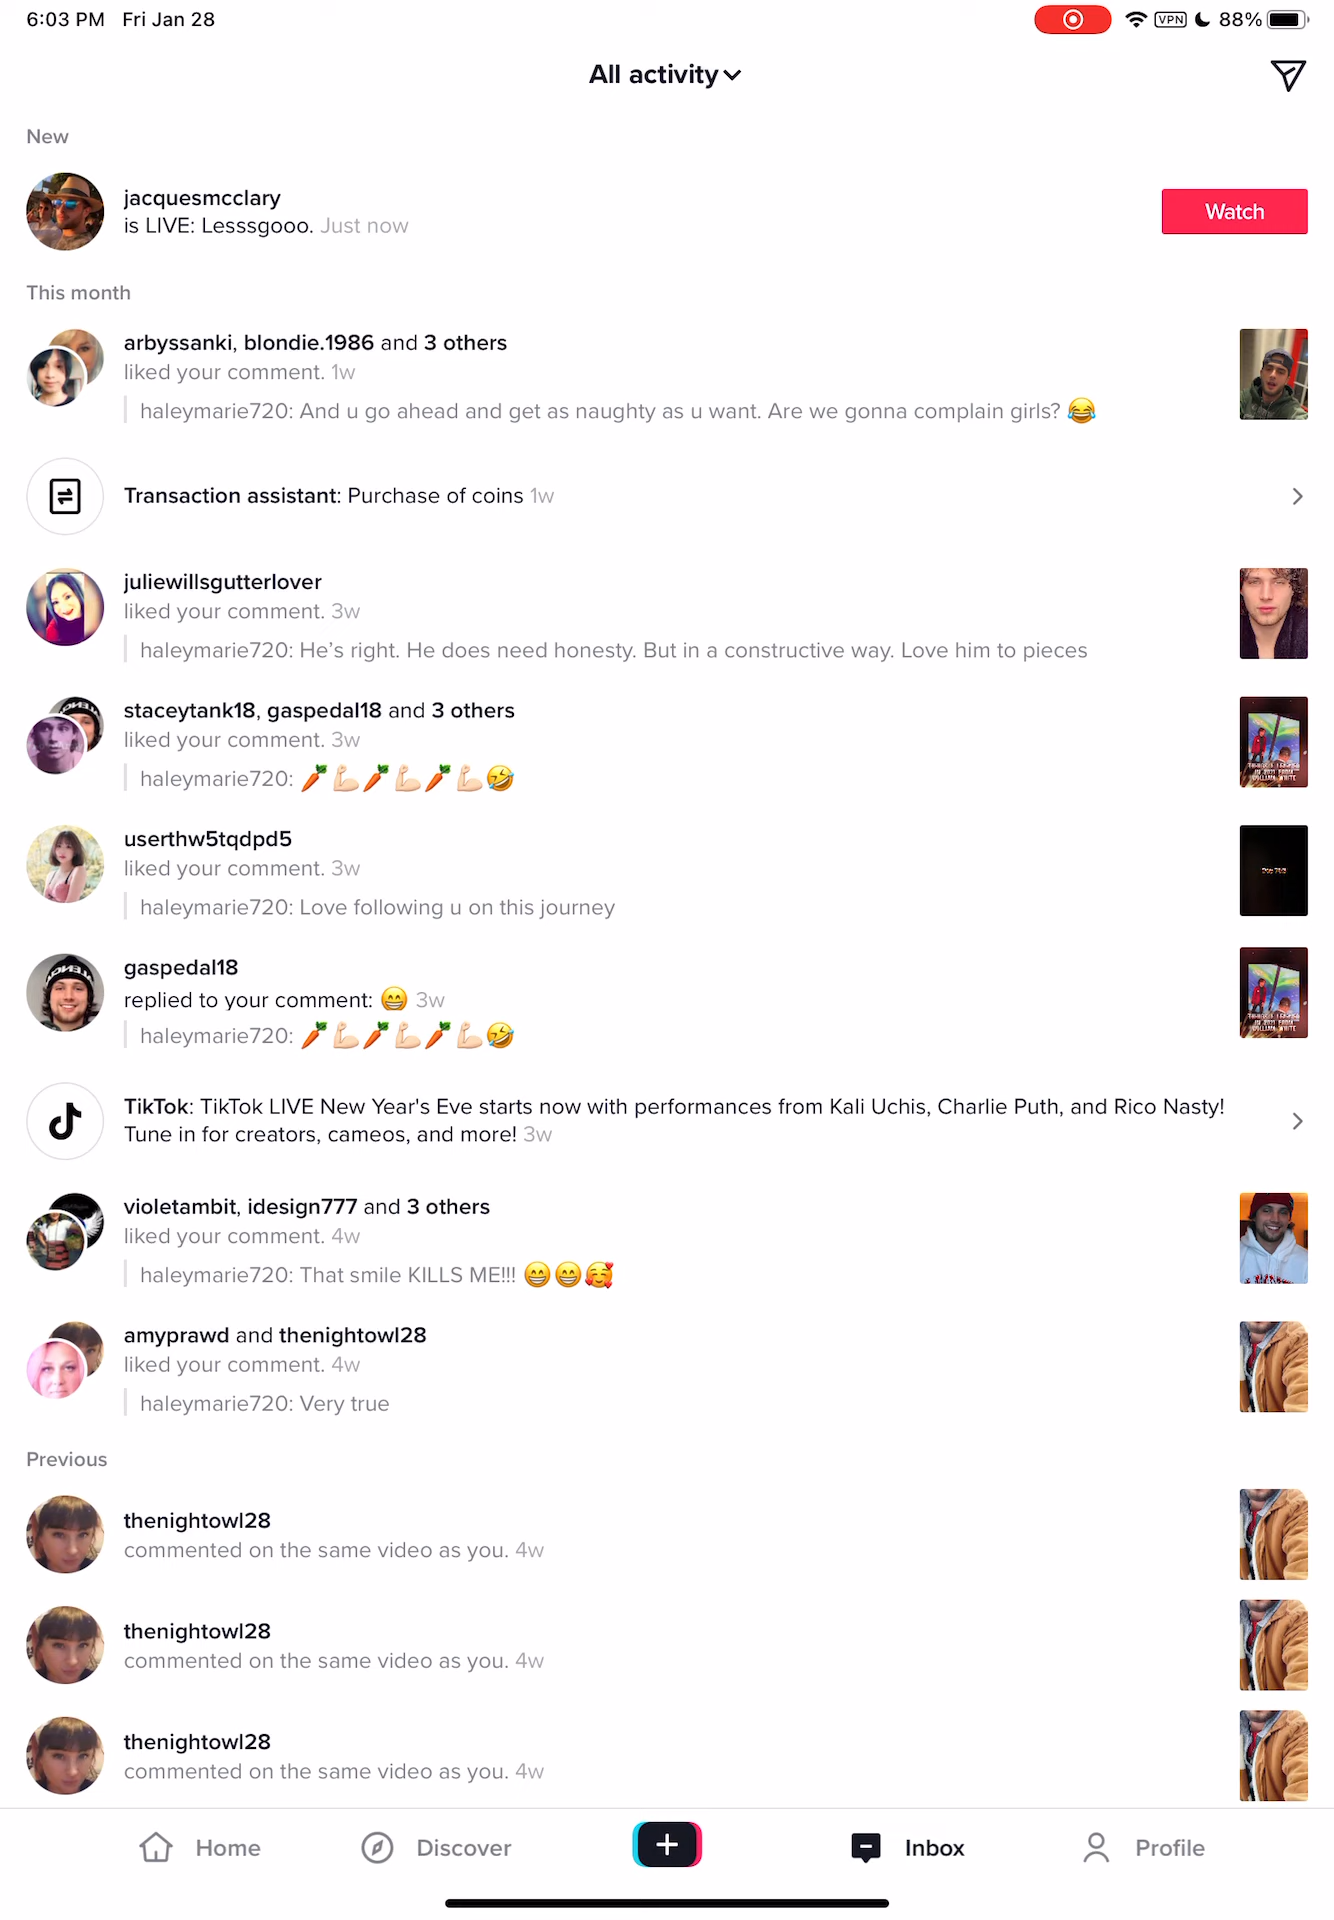 6:03 PM Fri Jan 28
VPN 88%
All activity
New
jacquesmcclary
is LIVE: Lesssgooo. Just now
Watch
This month
arbyssanki, blondie.1986 and 3 others
liked your comment. 1w
haleymarie720: And u go ahead and get as naughty as u want. Are we gonna complain girls? 😂
Transaction assistant: Purchase of coins 1w
juliewillsgutterlover
liked your comment. 3w
haleymarie720: He's right. He does need honesty. But in a constructive way. Love him to pieces
staceytank18, gaspedal18 and 3 others
liked your comment. 3w
haleymarie720: 🥕💪🏻🥕💪🏻🥕💪🏻🤣
userthw5tqdpd5
liked your comment. 3w
haleymarie720: Love following u on this journey
gaspedal18
replied to your comment: 😁 3w
haleymarie720: 🥕💪🏻🥕💪🏻🥕💪🏻🤣
TikTok: TikTok LIVE New Year's Eve starts now with performances from Kali Uchis, Charlie Puth, and Rico Nasty!
Tune in for creators, cameos, and more! 3w
violetambit, idesign777 and 3 others
liked your comment. 4w
haleymarie720: That smile KILLS ME!!! 😁😁🥰
amyprawd and thenightowl28
liked your comment. 4w
haleymarie720: Very true
Previous
thenightowl28
commented on the same video as you. 4w
thenightowl28
commented on the same video as you. 4w
thenightowl28
commented on the same video as you. 4w
Home Discover Inbox Profile